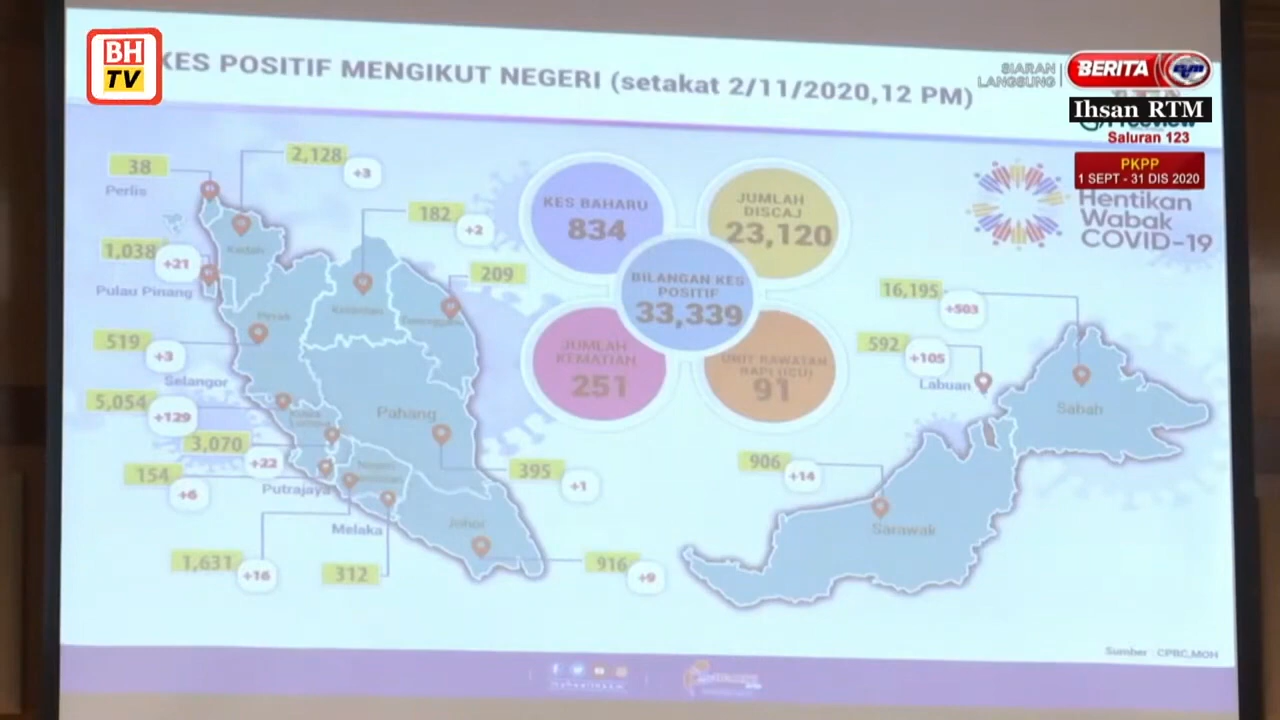 BH
TV
KES POSITIF MENGIKUT NEGERI (setakat 2/11/2020,12 PM)
SIARAN
LANGSUNG
BERITA
Ihsan RTM
Saluran 123
PKPP
1 SEPT - 31 DIS 2020
Hentikan
Wabak
COVID-19
38
Perlis
2,128
+3
Kedah
182
+2
Kelantan
209
Terengganu
1,038
+21
Pulau Pinang
Perak
519
+3
Selangor
5,054
+129
Kuala
Lumpur
3,070
+22
154
+6
Putrajaya
Negeri
Melaka
1,631
+16
312
Pahang
395
+1
Johor
916
+9
KES BAHARU
834
JUMLAH
DISCAJ
23,120
BILANGAN KES
POSITIF
33,339
JUMLAH
KEMATIAN
251
UNIT RAWATAN
RAPI (ICU)
91
16,195
+503
Sabah
592
+105
Labuan
906
+14
Sarawak
Sumber : CPRC,MOH